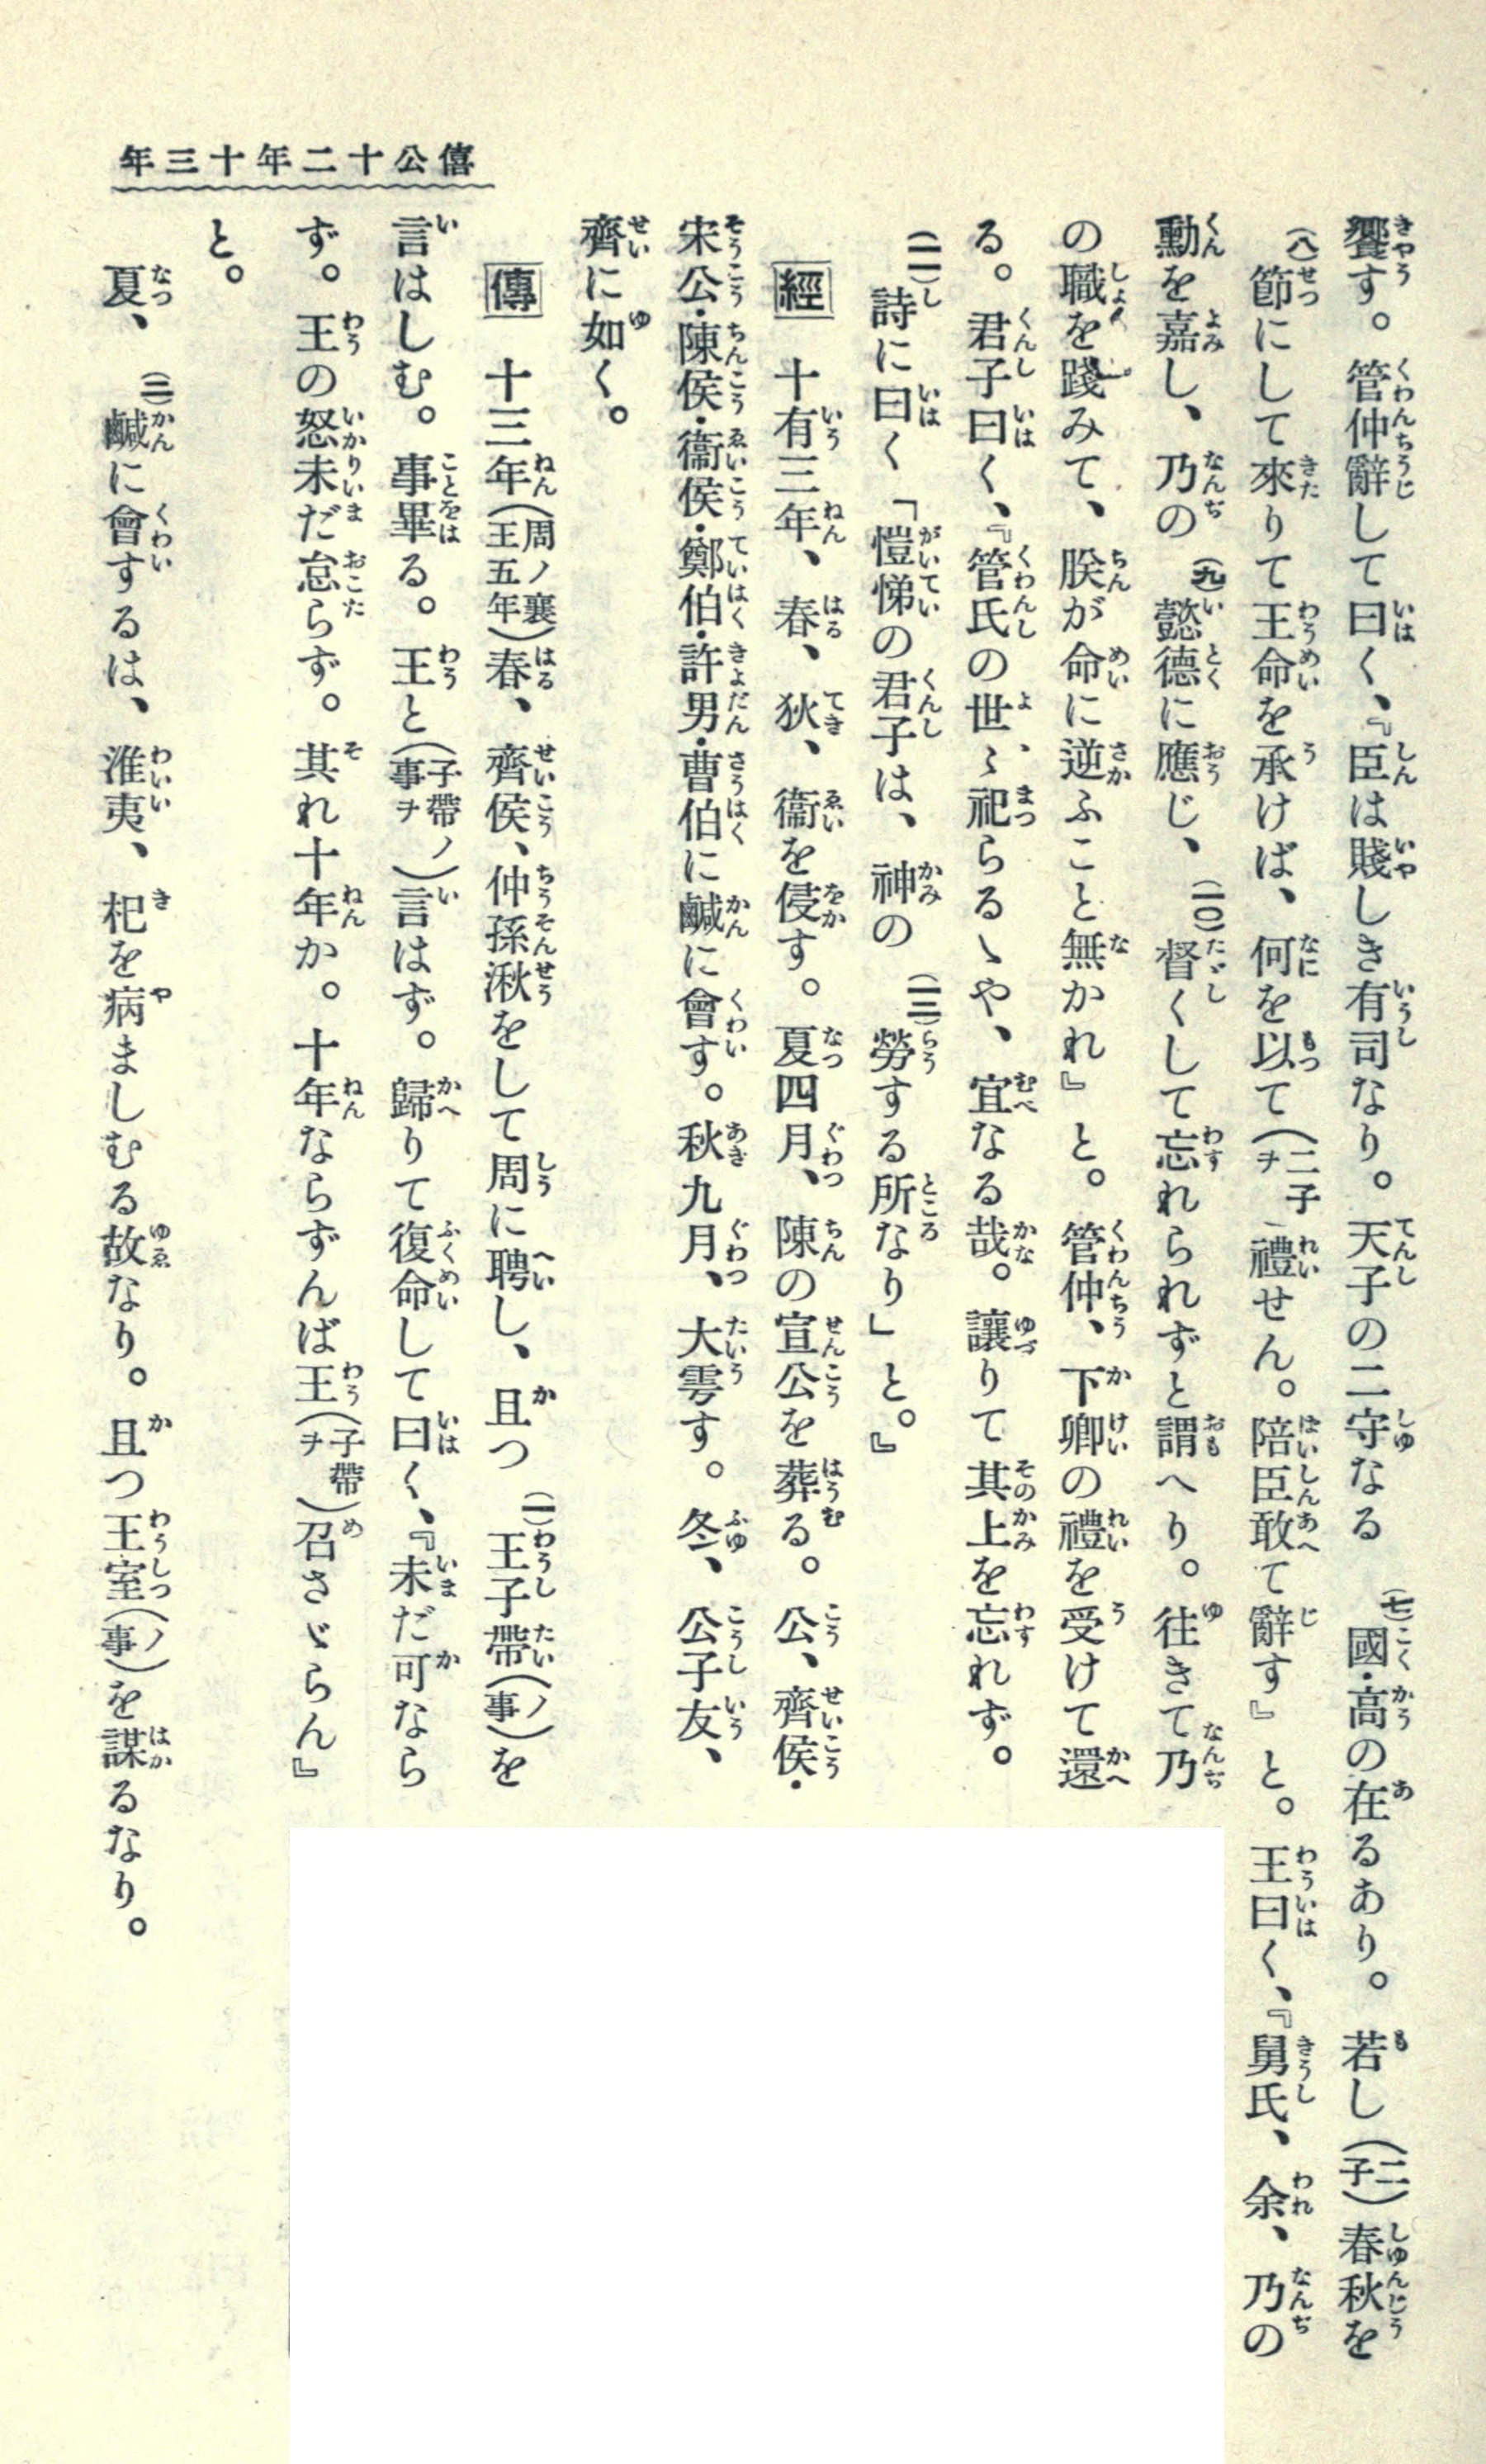 僖公十二年十三年
饗す。管仲辭して曰く、『臣は賤しき有司なり。天子の二守なる（七）國・高の在るあり。若し（二子）春秋を
（八）節にして來りて王命を承けば、何を以て（二子ヲ）禮せん。陪臣敢て辭す』と。王曰く、『舅氏、余、乃の
勳を嘉し、乃の（九）懿德に應じ、（一〇）督くして忘れられずと謂へり。往きて乃
の職を踐みて、朕が命に逆ふこと無かれ』と。管仲、下卿の禮を受けて還
る。君子曰く、『管氏の世〻祀らるゝや、宜なる哉。讓りて其上を忘れず。
（一一）詩に曰く「愷悌の君子は、神の（一二）勞する所なり」と。』
經　十有三年、春、狄、衞を侵す。夏四月、陳の宣公を葬る。公、齊侯・
宋公・陳侯・衞侯・鄭伯・許男・曹伯に鹹に會す。秋九月、大雩す。冬、公子友、
齊に如く。
傳　十三年（周ノ襄王五年）春、齊侯、仲孫湫をして周に聘し、且つ（一）王子帶（ノ事）を
言はしむ。事畢る。王と（子帶ノ事ヲ）言はず。歸りて復命して曰く、『未だ可なら
ず。王の怒未だ怠らず。其れ十年か。十年ならずんば王（子帶ヲ）召さゞらん』
と。
夏、（二）鹹に會するは、淮夷、杞を病ましむる故なり。且つ王室（ノ事）を謀るなり。